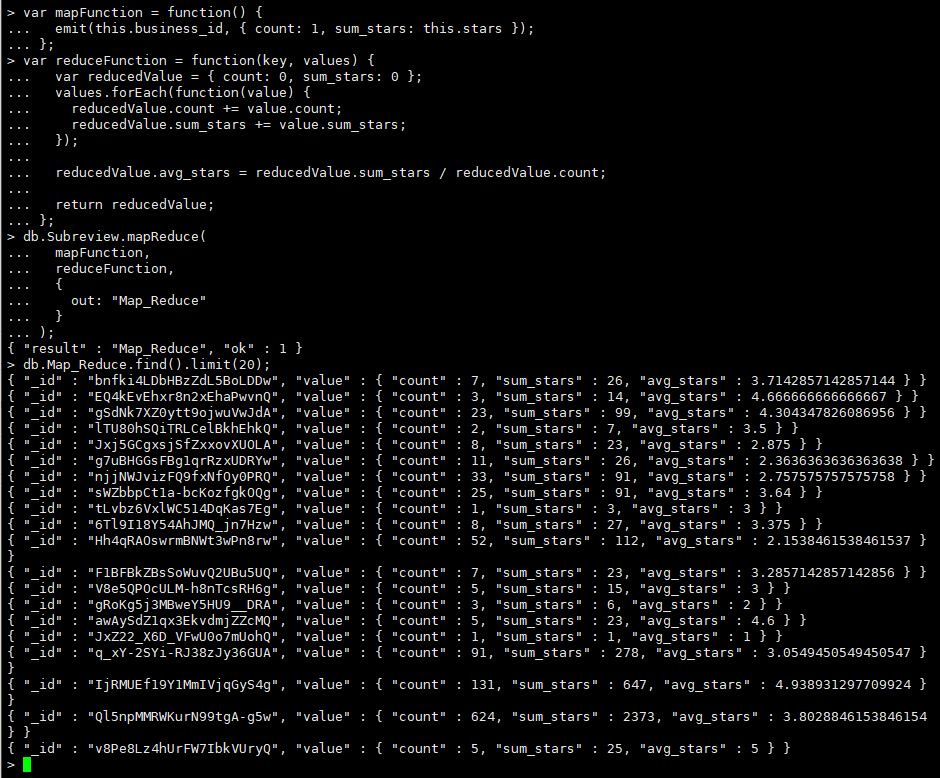 > var mapFunction = function() {
...    emit(this.business_id, { count: 1, sum_stars: this.stars });
... };
> var reduceFunction = function(key, values) {
...    var reducedValue = { count: 0, sum_stars: 0 };
...    values.forEach(function(value) {
...      reducedValue.count += value.count;
...      reducedValue.sum_stars += value.sum_stars;
...    });
...
...    reducedValue.avg_stars = reducedValue.sum_stars / reducedValue.count;
...
...    return reducedValue;
... };
> db.Subreview.mapReduce(
...    mapFunction,
...    reduceFunction,
...    {
...      out: "Map_Reduce"
...    }
... );
{ "result" : "Map_Reduce", "ok" : 1 }
> db.Map_Reduce.find().limit(20);
{ "_id" : "bnfki4LDbHBzZdL5BoLDDw", "value" : { "count" : 7, "sum_stars" : 26, "avg_stars" : 3.7142857142857144 } }
{ "_id" : "EQ4kEvEhxr8n2xEhaPwvnQ", "value" : { "count" : 3, "sum_stars" : 14, "avg_stars" : 4.666666666666667 } }
{ "_id" : "gSdNk7XZ0ytt9ojwuVwJdA", "value" : { "count" : 23, "sum_stars" : 99, "avg_stars" : 4.304347826086956 } }
{ "_id" : "lTU80hSQiTRLCelBkhEhkQ", "value" : { "count" : 2, "sum_stars" : 7, "avg_stars" : 3.5 } }
{ "_id" : "Jxj5GCgxsjSfZxxovXUOLA", "value" : { "count" : 8, "sum_stars" : 23, "avg_stars" : 2.875 } }
{ "_id" : "g7uBHGGsFBg1qrRzxUDRYw", "value" : { "count" : 11, "sum_stars" : 26, "avg_stars" : 2.3636363636363638 } }
{ "_id" : "njjNWJvizFQ9fxNfOy0PRQ", "value" : { "count" : 33, "sum_stars" : 91, "avg_stars" : 2.757575757575758 } }
{ "_id" : "sWZbbpCt1a-bcKozfgkOQg", "value" : { "count" : 25, "sum_stars" : 91, "avg_stars" : 3.64 } }
{ "_id" : "tLvbz6VxlWC514DqKas7Eg", "value" : { "count" : 1, "sum_stars" : 3, "avg_stars" : 3 } }
{ "_id" : "6Tl9I18Y54AhJMQ_jn7Hzw", "value" : { "count" : 8, "sum_stars" : 27, "avg_stars" : 3.375 } }
{ "_id" : "Hh4qRAOswrmBNWt3wPn8rw", "value" : { "count" : 52, "sum_stars" : 112, "avg_stars" : 2.1538461538461537 }
}
{ "_id" : "F1BFBkZBsSoWuvQ2UBu5UQ", "value" : { "count" : 7, "sum_stars" : 23, "avg_stars" : 3.2857142857142856 } }
{ "_id" : "V8e5QPOcULM-h8nTcsRH6g", "value" : { "count" : 5, "sum_stars" : 15, "avg_stars" : 3 } }
{ "_id" : "gRoKg5j3MBweY5HU9__DRA", "value" : { "count" : 3, "sum_stars" : 6, "avg_stars" : 2 } }
{ "_id" : "awAySdZ1qx3EkvdmjZZcMQ", "value" : { "count" : 5, "sum_stars" : 23, "avg_stars" : 4.6 } }
{ "_id" : "JxZ22_X6D_VFwU0o7mUohQ", "value" : { "count" : 1, "sum_stars" : 1, "avg_stars" : 1 } }
{ "_id" : "q_xY-2SYi-RJ38zJy36GUA", "value" : { "count" : 91, "sum_stars" : 278, "avg_stars" : 3.0549450549450547 }
}
{ "_id" : "IjRMUEf19Y1MmIVjqGyS4g", "value" : { "count" : 131, "sum_stars" : 647, "avg_stars" : 4.938931297709924 }
}
{ "_id" : "Ql5npMMRWKurN99tgA-g5w", "value" : { "count" : 624, "sum_stars" : 2373, "avg_stars" : 3.8028846153846154
} }
{ "_id" : "v8Pe8Lz4hUrFW7IbkVUryQ", "value" : { "count" : 5, "sum_stars" : 25, "avg_stars" : 5 } }
>